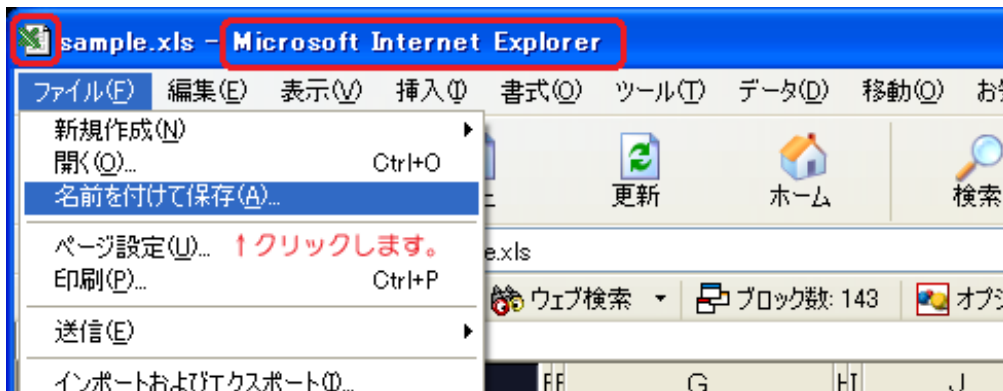 sample.xls - Microsoft Internet Explorer
ファイル(F) 編集(E) 表示(V) 挿入(I) 書式(O) ツール(T) データ(D) 移動(O)
新規作成(N)
開く(O)... Ctrl+O
名前を付けて保存(A)...
更新 ホーム 検索
ページ設定(U)... ↑クリックします。
e.xls
印刷(P)... Ctrl+P
ウェブ検索 ブロック数: 143
送信(E)
インポートおよびエクスポート(I)...
G J